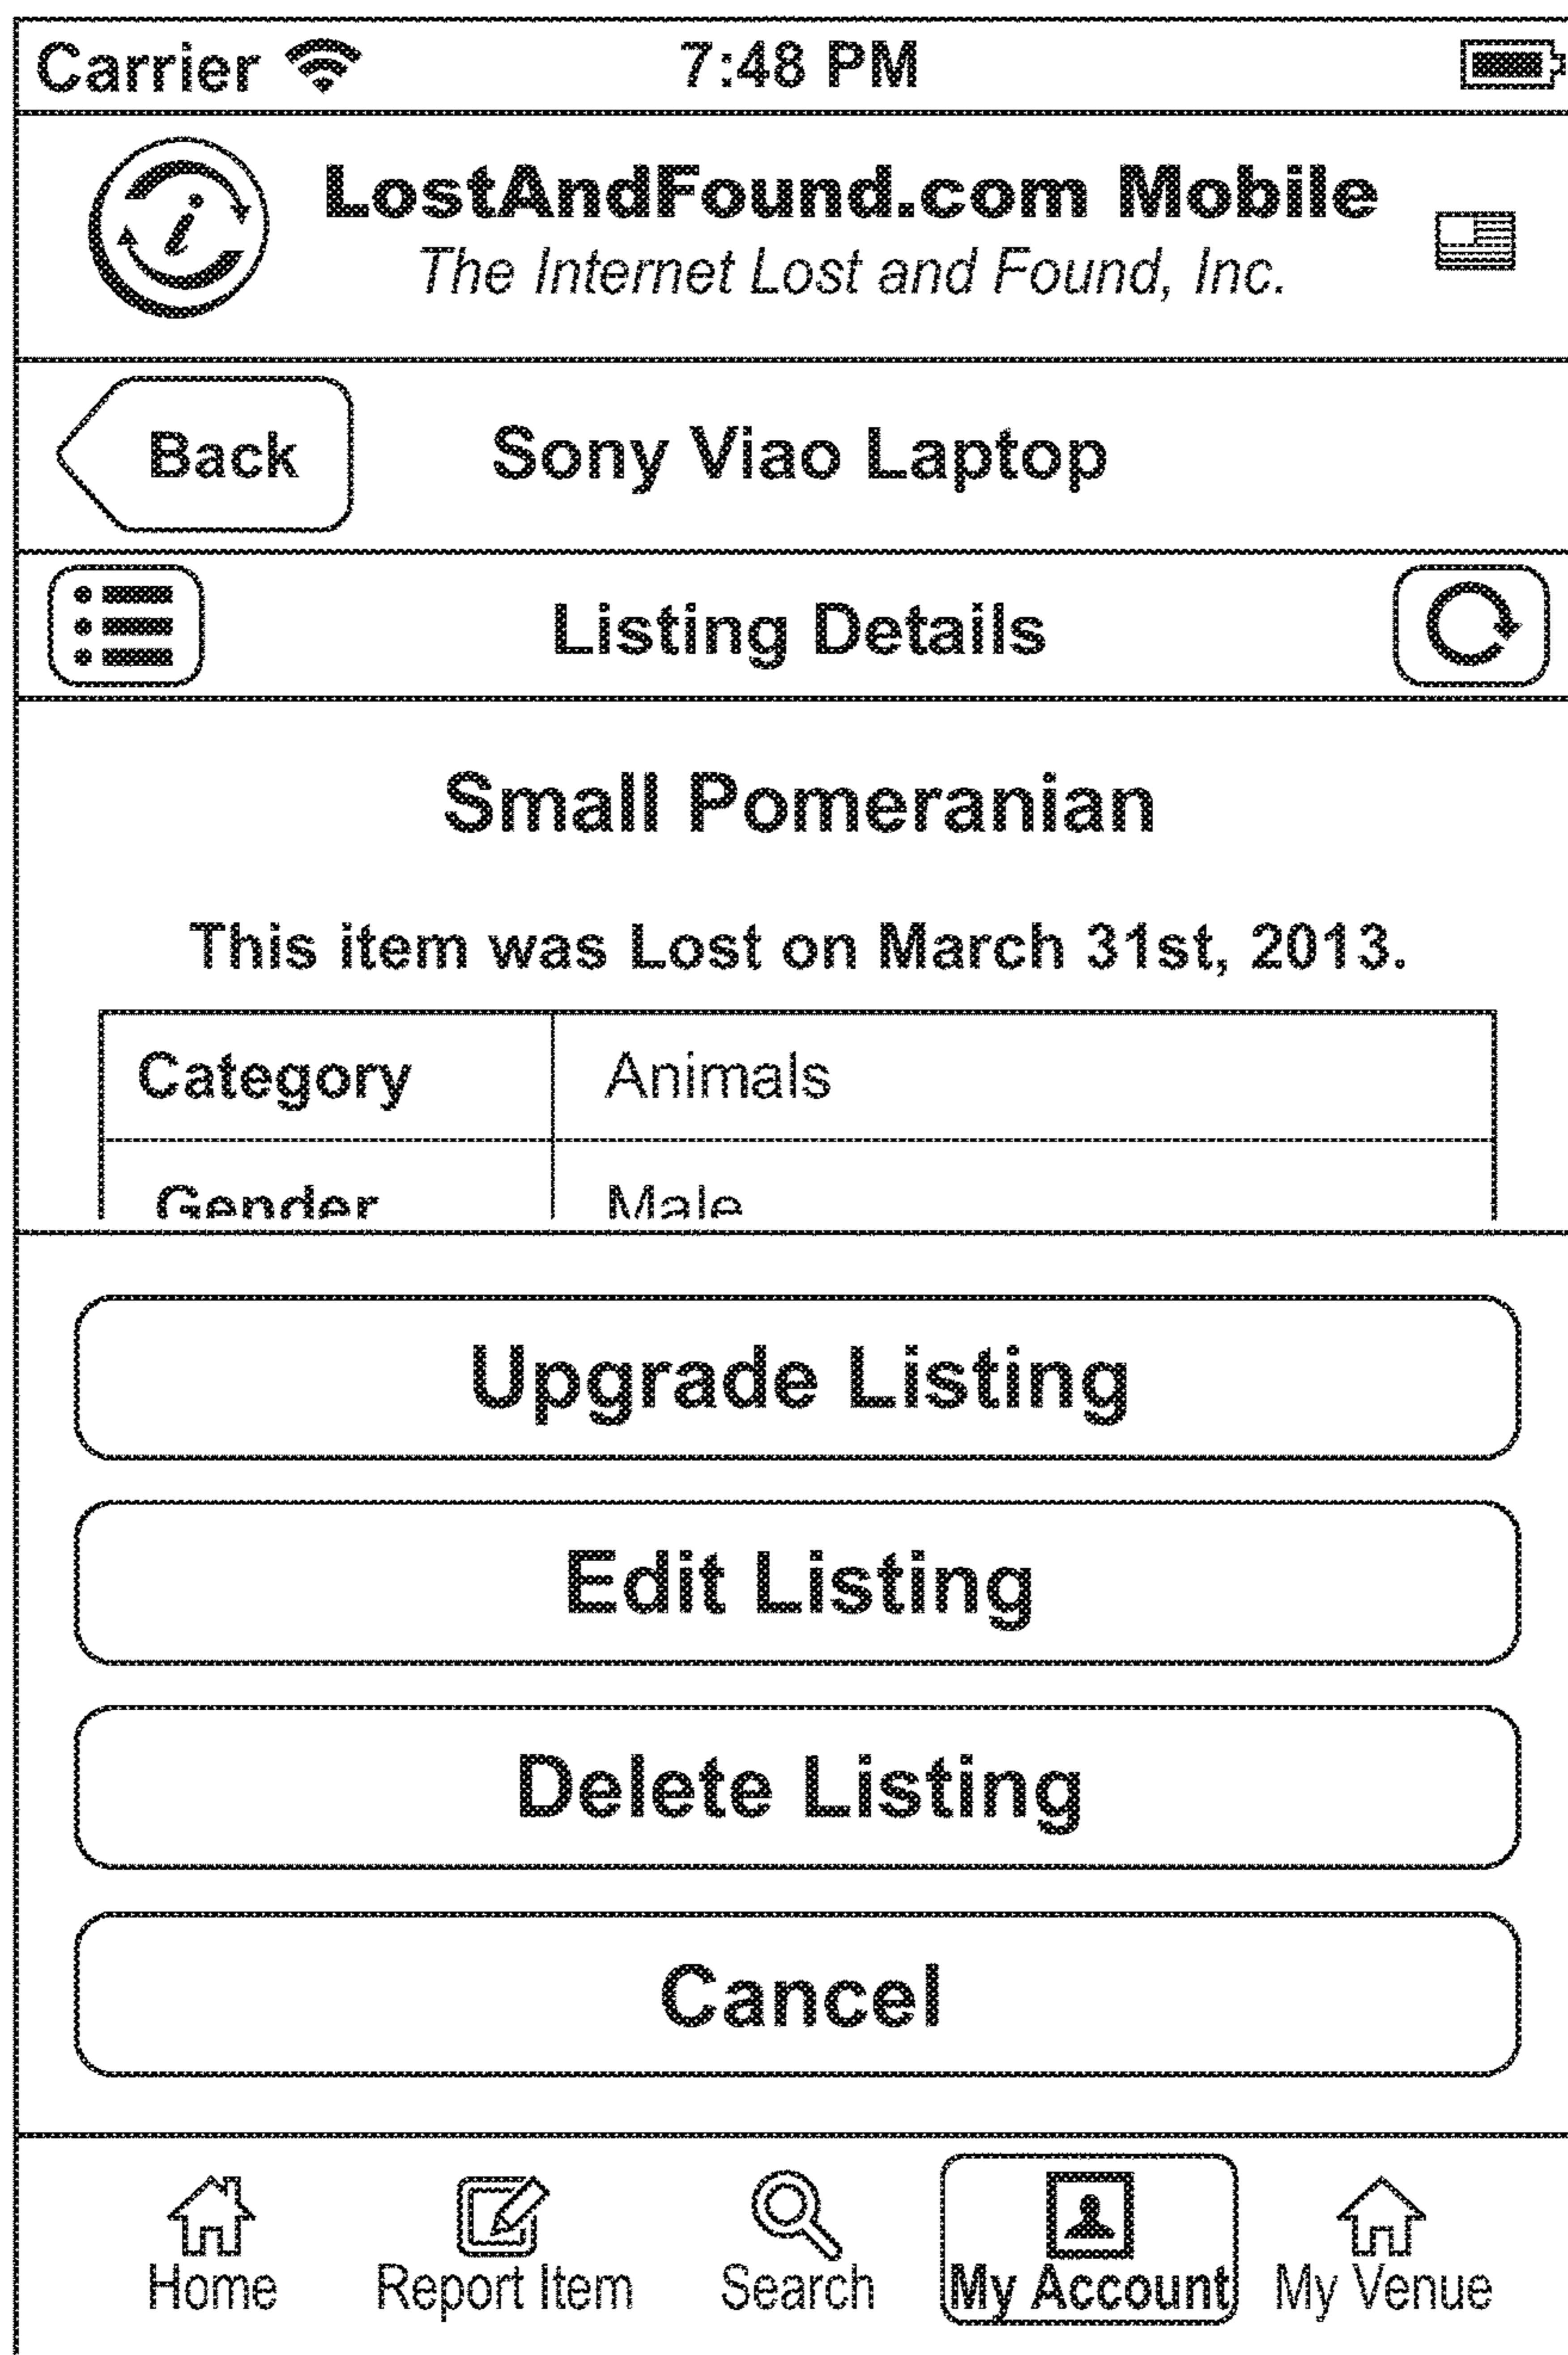 Carrier 7:48 PM
LostAndFound.com Mobile
The Internet Lost and Found, Inc.
Back Sony Viao Laptop
Listing Details
Small Pomeranian
This item was Lost on March 31st, 2013.
Category Animals
Gender Male
Upgrade Listing
Edit Listing
Delete Listing
Cancel
Home Report Item Search My Account My Venue